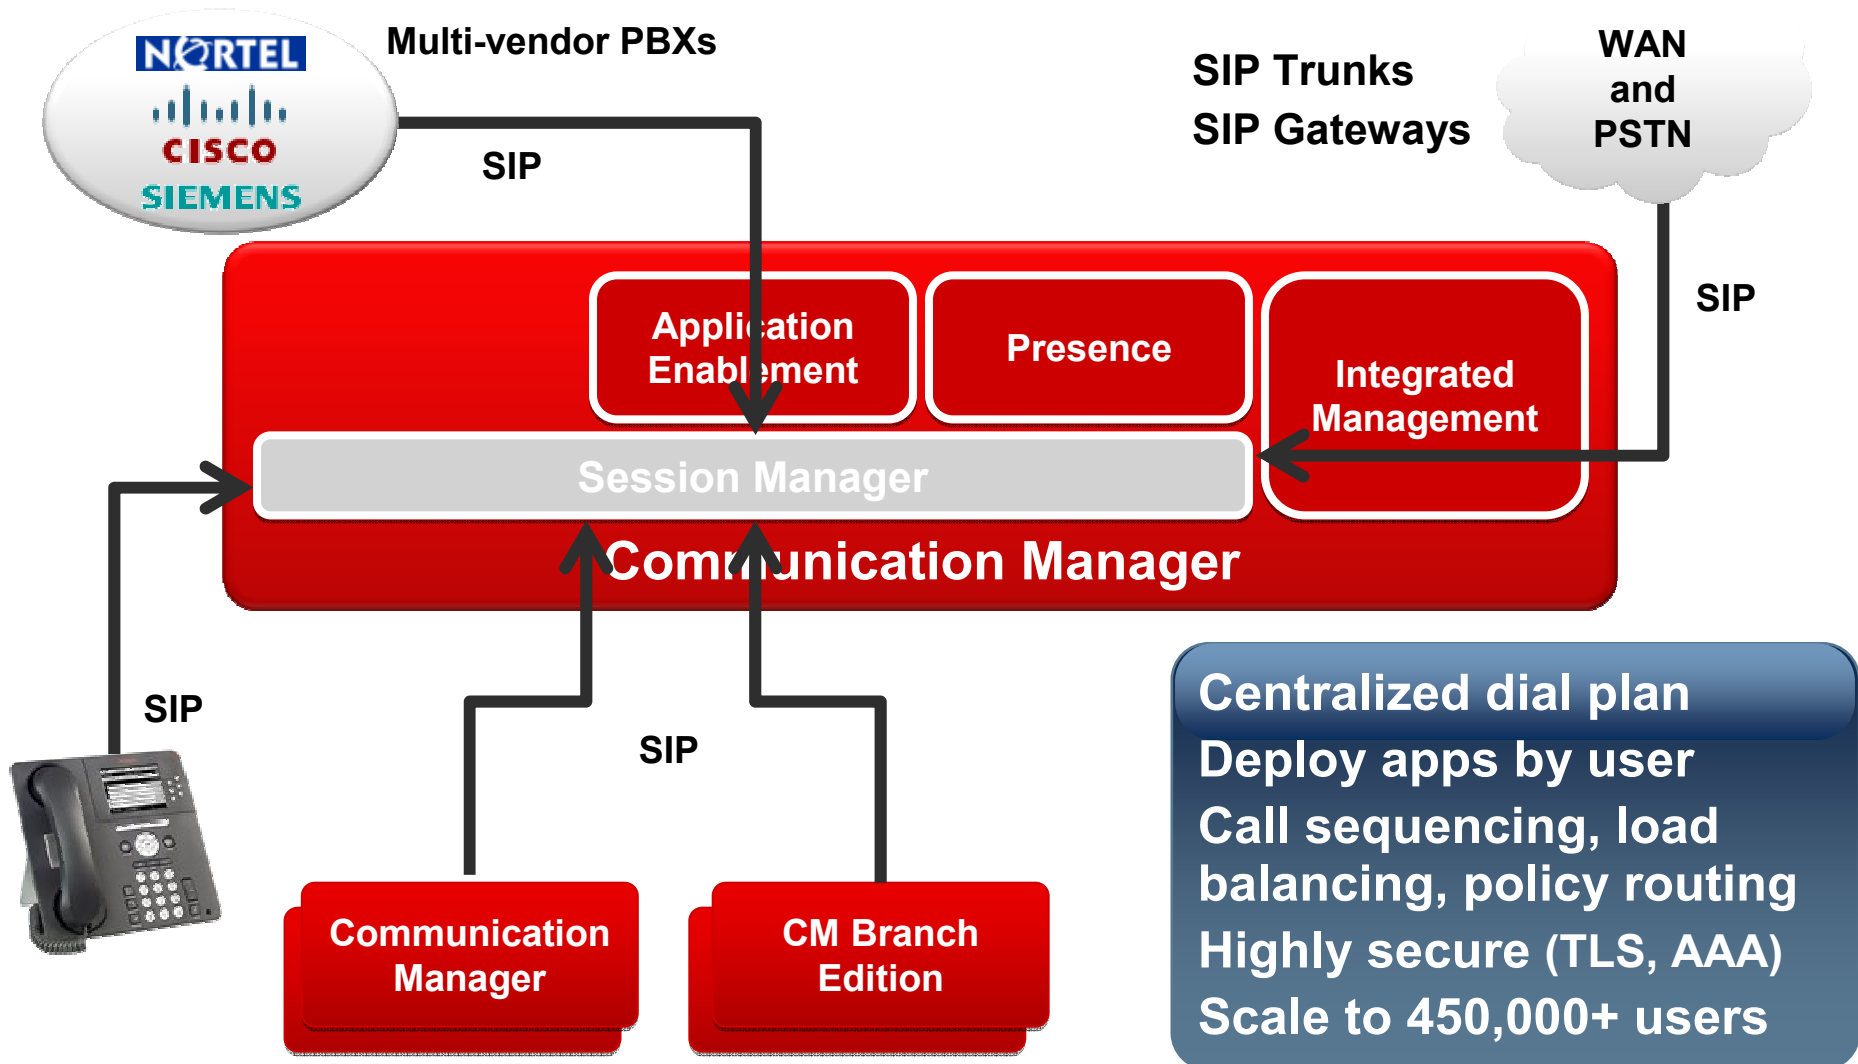 NORTEL
CISCO
SIEMENS
Multi-vendor PBXs
SIP
SIP Trunks
SIP Gateways
WAN
and
PSTN
SIP
Application
Enablement
Presence
Integrated
Management
Session Manager
Communication Manager
SIP
SIP
Communication
Manager
CM Branch
Edition
Centralized dial plan
Deploy apps by user
Call sequencing, load
balancing, policy routing
Highly secure (TLS, AAA)
Scale to 450,000+ users